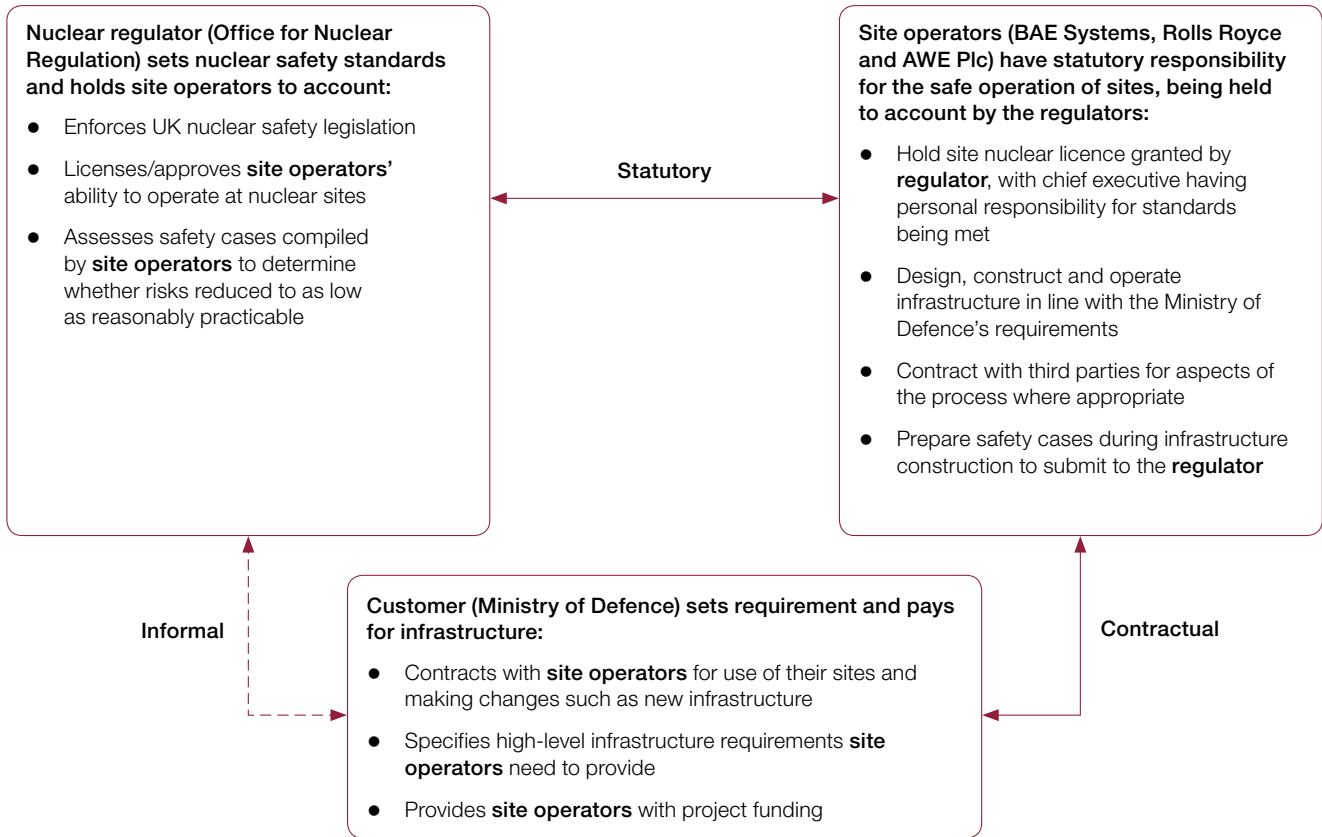 Nuclear regulator (Office for Nuclear
Regulation) sets nuclear safety standards
and holds site operators to account:
● Enforces UK nuclear safety legislation
● Licenses/approves site operators'
ability to operate at nuclear sites
● Assesses safety cases compiled
by site operators to determine
whether risks reduced to as low
as reasonably practicable
Statutory
Site operators (BAE Systems, Rolls Royce
and AWE Plc) have statutory responsibility
for the safe operation of sites, being held
to account by the regulators:
● Hold site nuclear licence granted by
regulator, with chief executive having
personal responsibility for standards
being met
● Design, construct and operate
infrastructure in line with the Ministry of
Defence's requirements
● Contract with third parties for aspects of
the process where appropriate
● Prepare safety cases during infrastructure
construction to submit to the regulator
Informal
Customer (Ministry of Defence) sets requirement and pays
for infrastructure:
● Contracts with site operators for use of their sites and
making changes such as new infrastructure
● Specifies high-level infrastructure requirements site
operators need to provide
● Provides site operators with project funding
Contractual